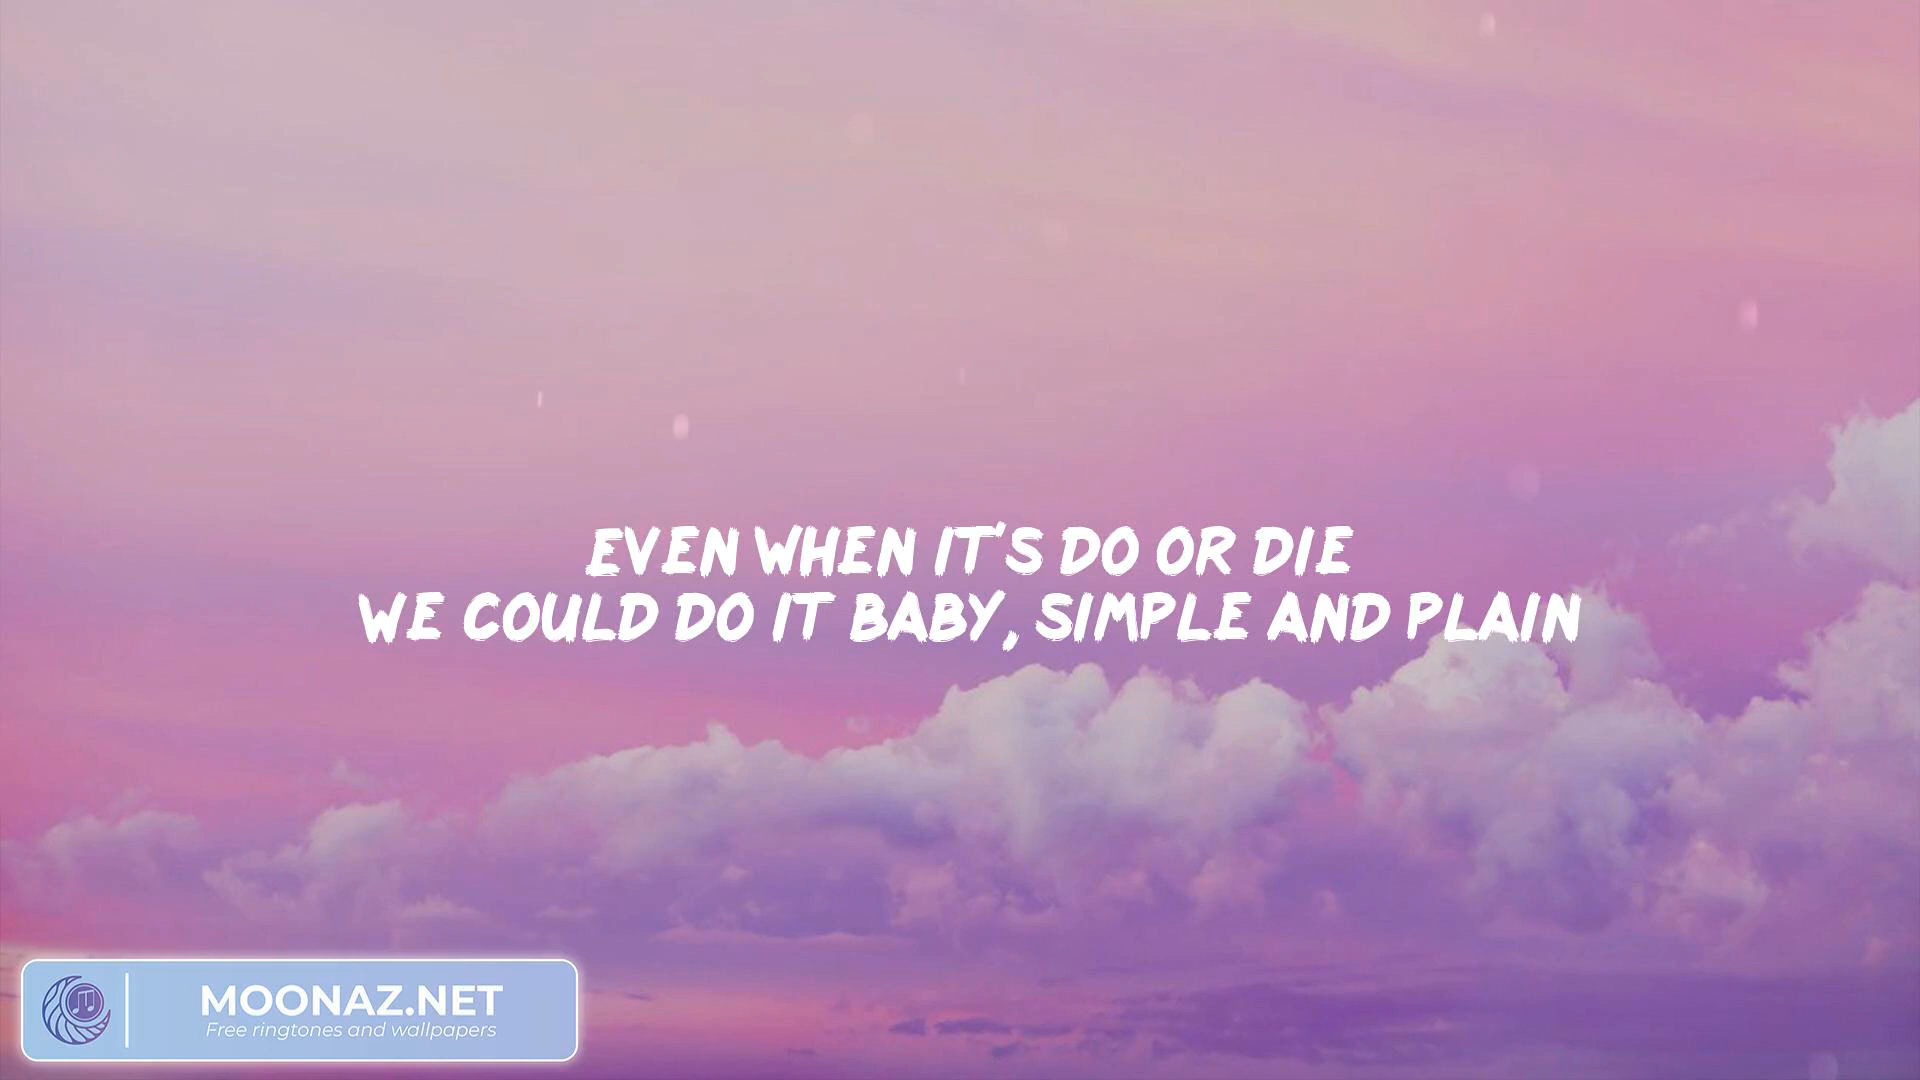 EVEN WHEN IT'S DO OR DIE
WE COULD DO IT BABY, SIMPLE AND PLAIN
MOONAZ.NET
Free ringtones and wallpapers